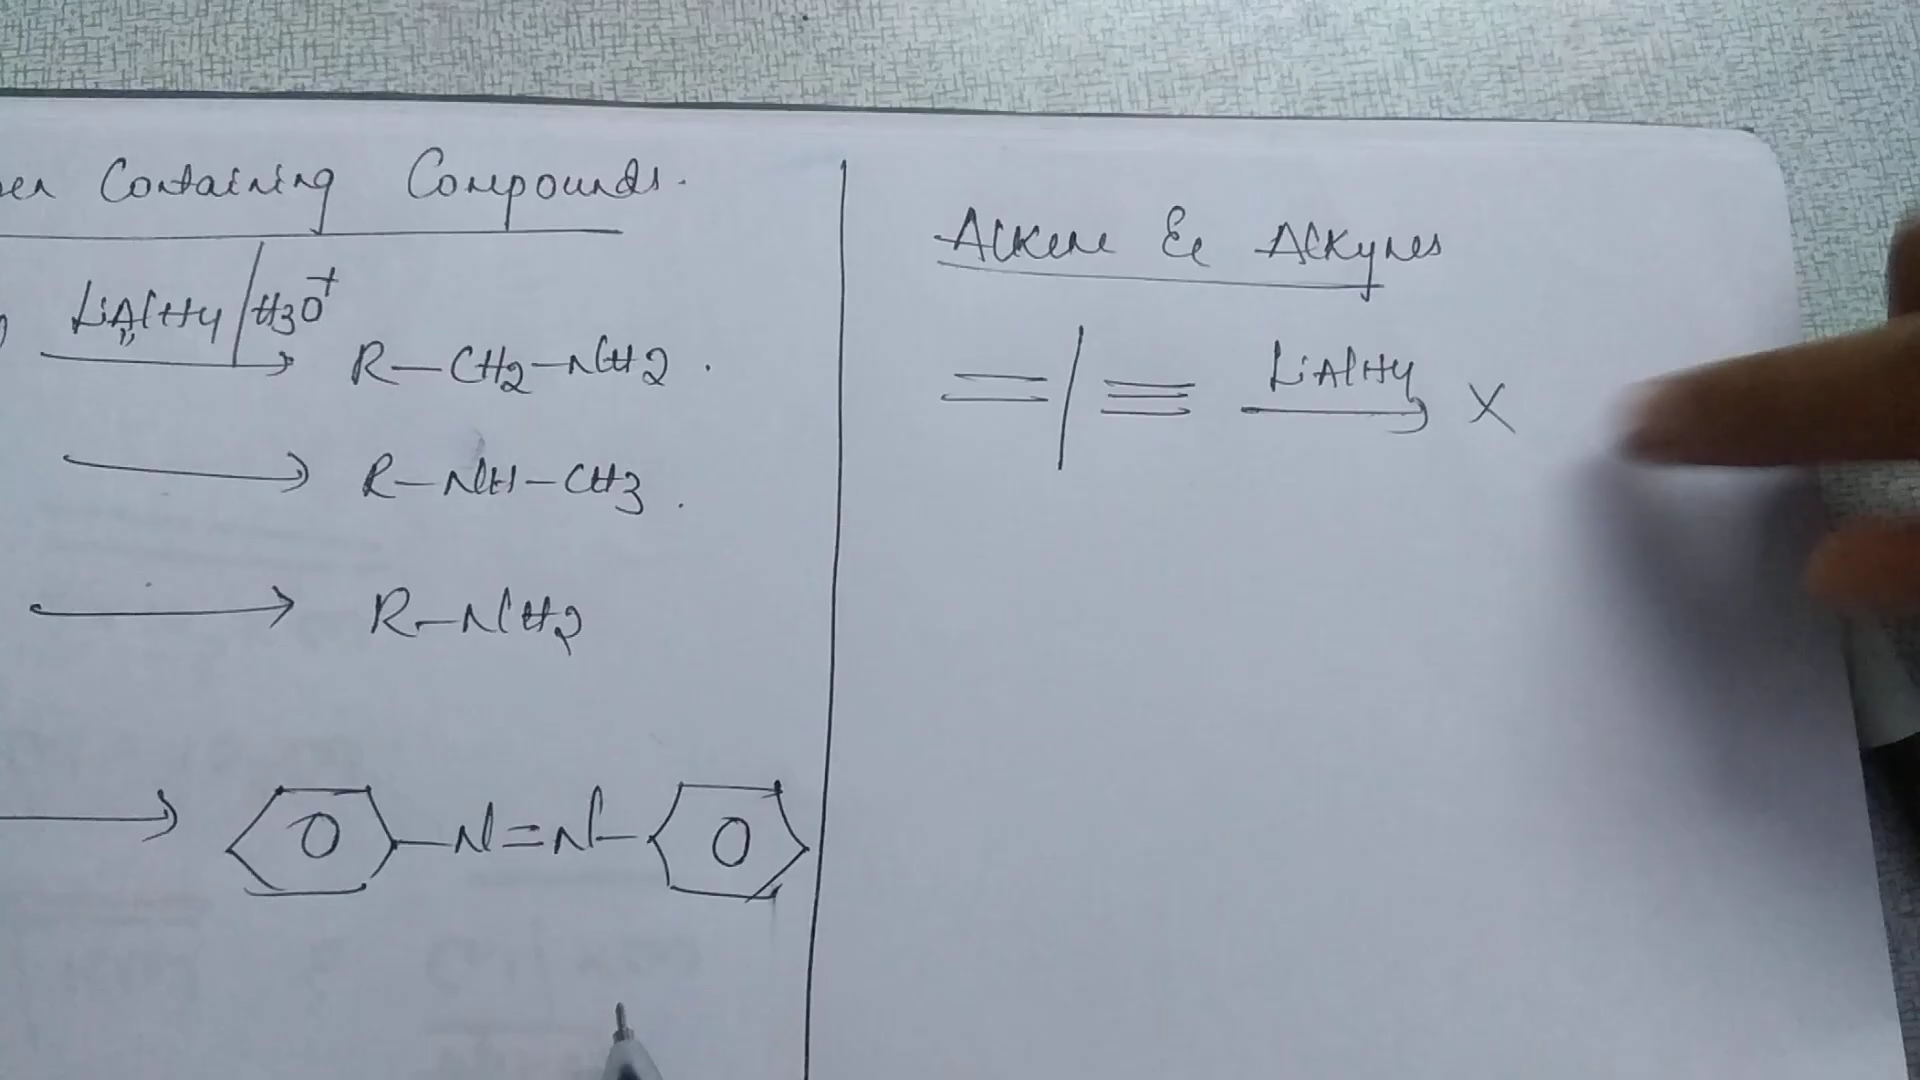 Containing Compounds.
LiAlH4/H3O+
R-CH2-NH2.
R-NH-CH3.
R-NH2
-N=N-
Alkene & Alkynes
=/≡ LiAlH4 X